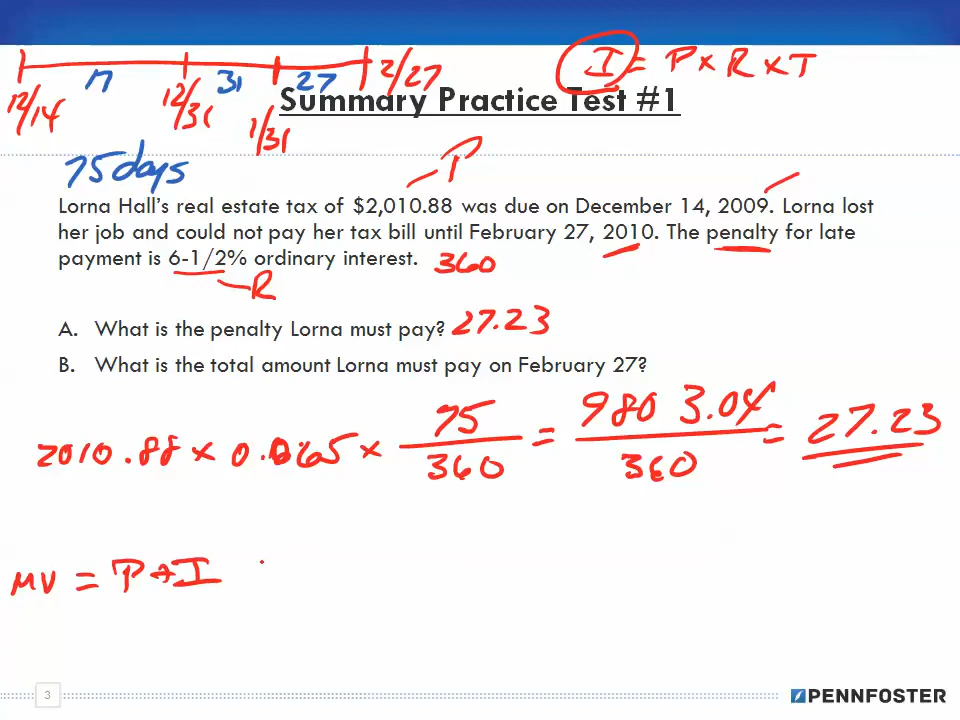 I = P × R × T
17 31 27 2/27
12/14 12/31 1/31
Summary Practice Test #1
75 days
P
Lorna Hall's real estate tax of $2,010.88 was due on December 14, 2009. Lorna lost
her job and could not pay her tax bill until February 27, 2010. The penalty for late
payment is 6-1/2% ordinary interest. 360
R
A. What is the penalty Lorna must pay? 27.23
B. What is the total amount Lorna must pay on February 27?
2010.88 × 0.065 × 75/360 = 9803.04/360 = 27.23
MV = P + I
3
PENNFOSTER